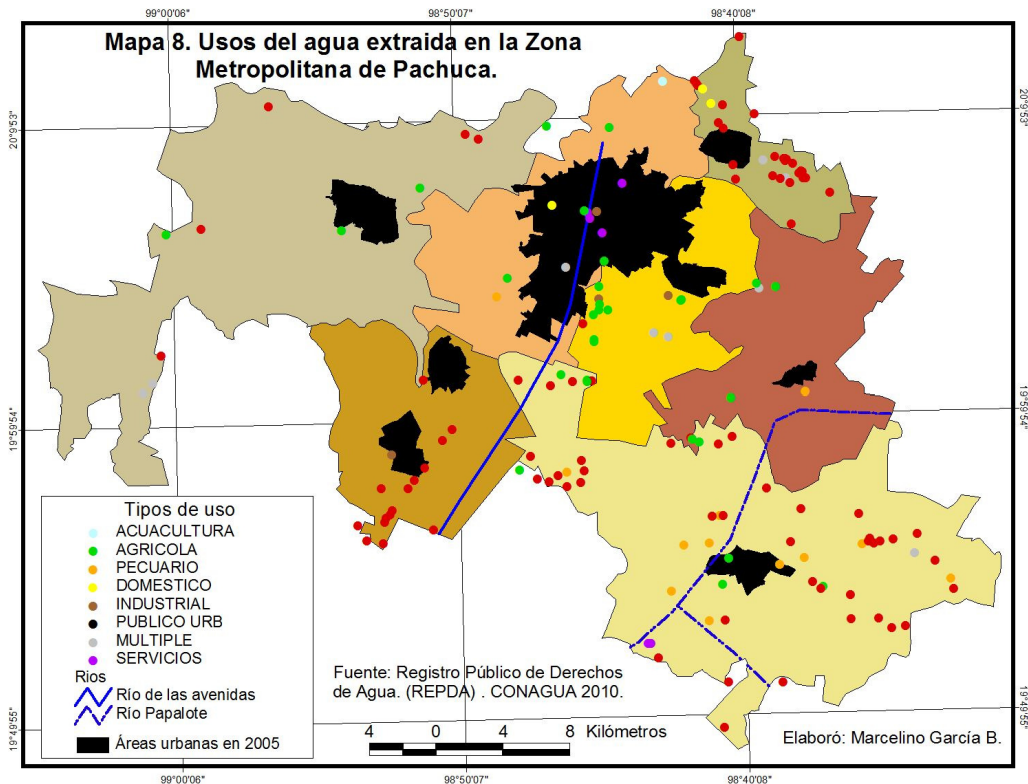 99°00'06"
98°50'07"
98°40'08"
Mapa 8. Usos del agua extraida en la Zona
Metropolitana de Pachuca.
20°9'53"
20°9'53"
19°59'54"
19°59'54"
Tipos de uso
ACUACULTURA
AGRICOLA
PECUARIO
DOMESTICO
INDUSTRIAL
PUBLICO URB
MULTIPLE
SERVICIOS
Rios
Río de las avenidas
Río Papalote
Áreas urbanas en 2005
Fuente: Registro Público de Derechos
de Agua. (REPDA) . CONAGUA 2010.
4 0 4 8 Kilómetros
Elaboró: Marcelino García B.
19°49'55"
19°49'55"
99°00'06"
98°50'07"
98°40'08"